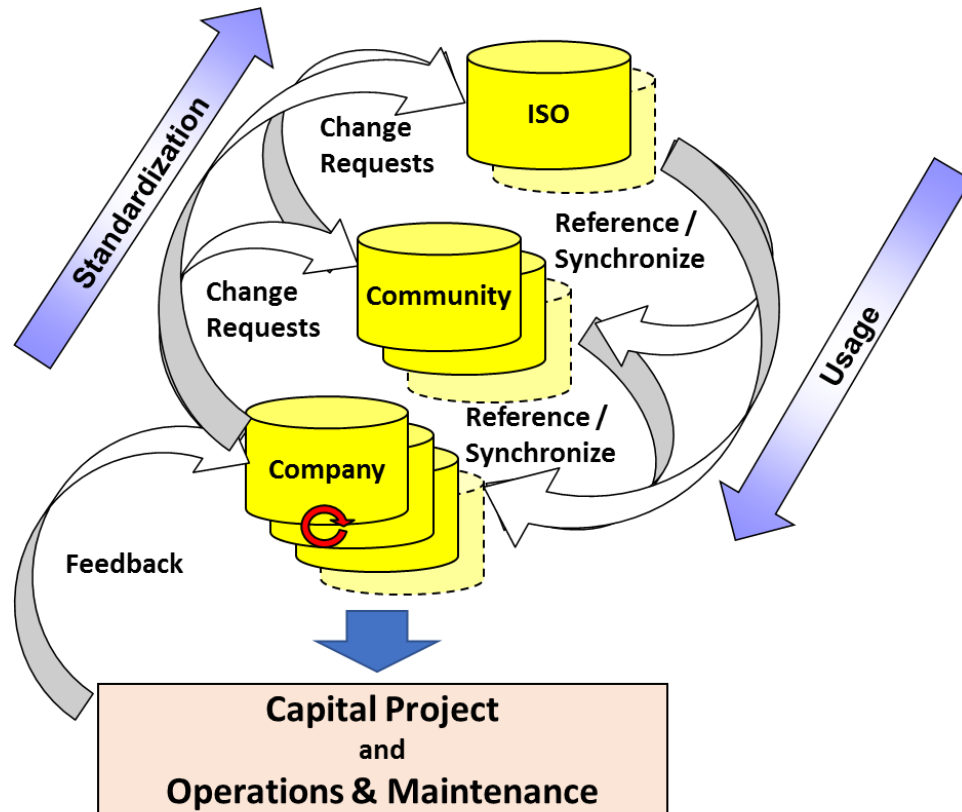 Standardization
ISO
Change
Requests
Reference /
Synchronize
Community
Change
Requests
Usage
Reference /
Synchronize
Company
Feedback
Capital Project
and
Operations & Maintenance